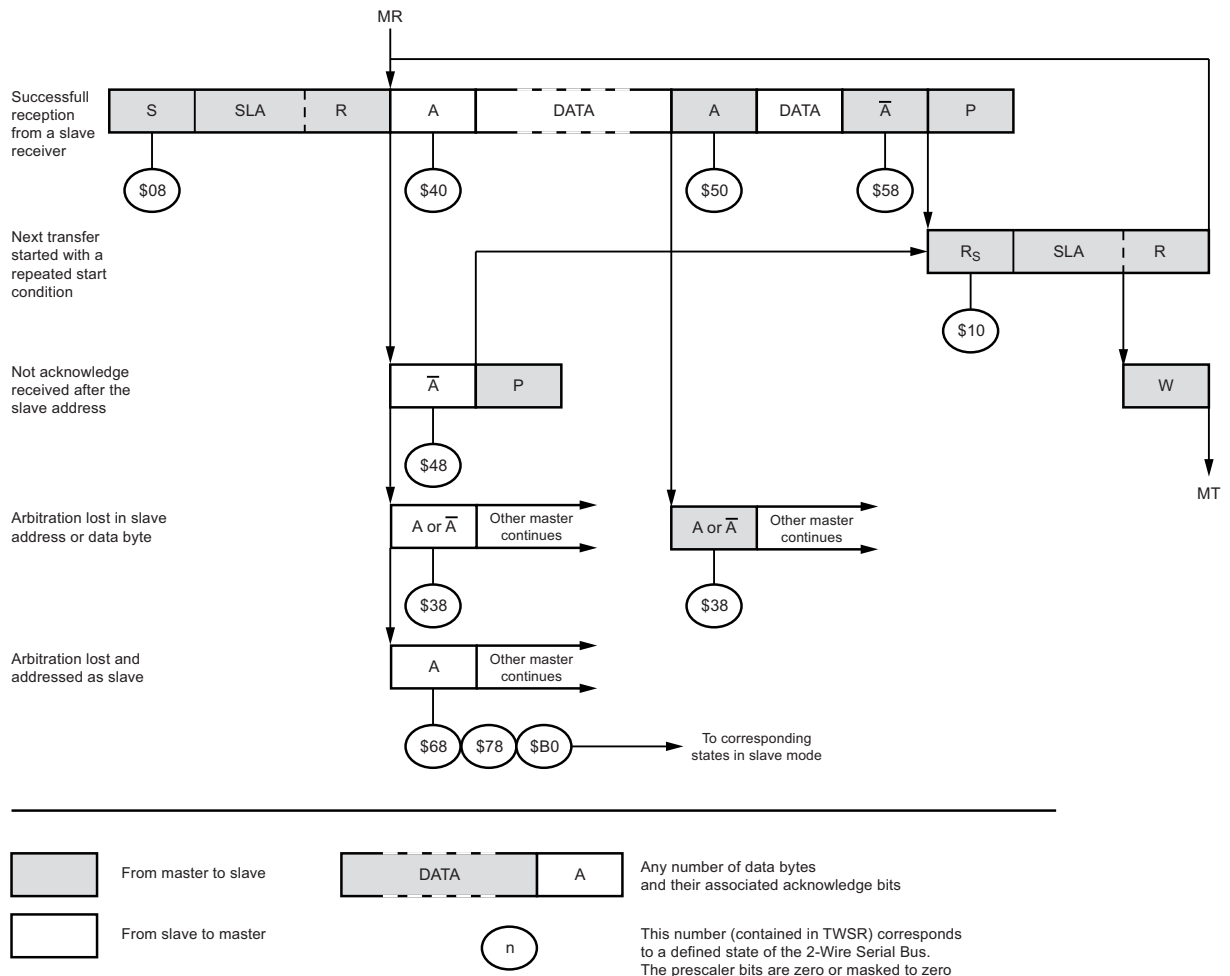 MR
Successfull
reception
from a slave
receiver
S SLA R A DATA A DATA A̅ P
$08 $40 $50 $58
Next transfer
started with a
repeated start
condition
RS SLA R
$10
Not acknowledge
received after the
slave address
A̅ P
W
$48
MT
Arbitration lost in slave
address or data byte
A or A̅
Other master
continues
A or A̅
Other master
continues
$38 $38
Arbitration lost and
addressed as slave
A
Other master
continues
$68 $78 $B0
To corresponding
states in slave mode
From master to slave
DATA A
Any number of data bytes
and their associated acknowledge bits
From slave to master
n
This number (contained in TWSR) corresponds
to a defined state of the 2-Wire Serial Bus.
The prescaler bits are zero or masked to zero